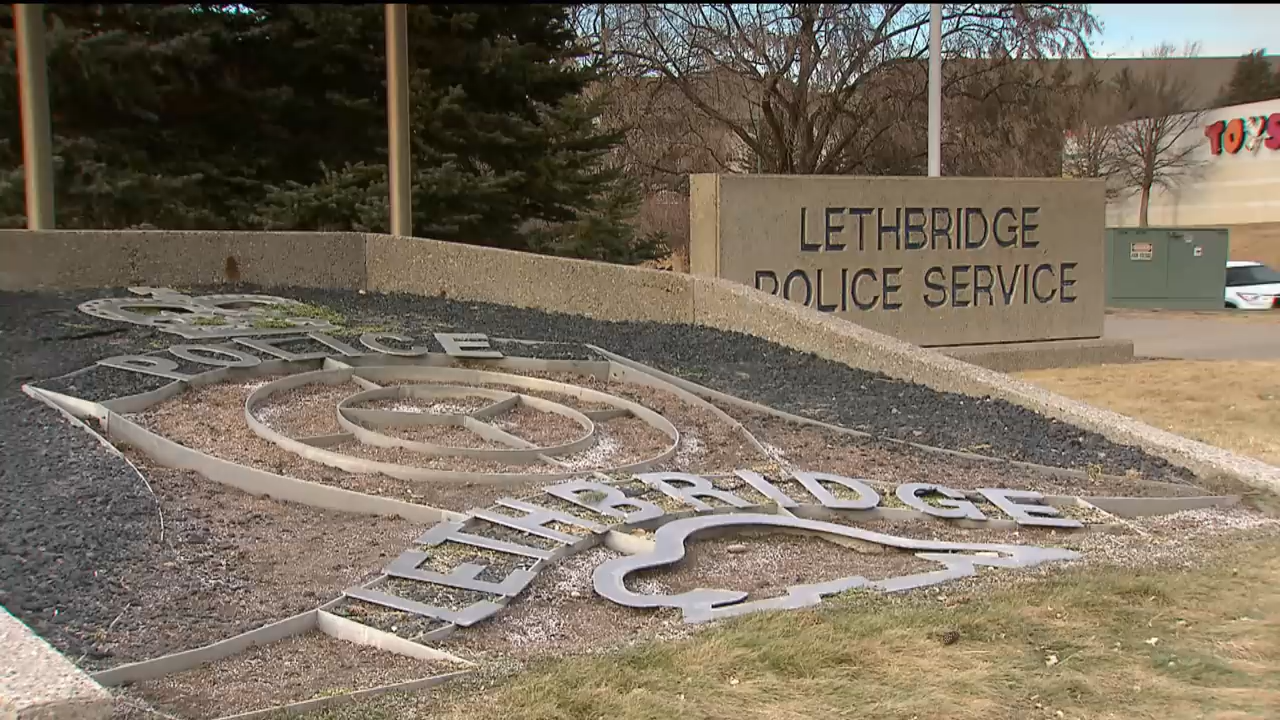 LETHBRIDGE
POLICE SERVICE
TOYS
POLICE
LETHBRIDGE